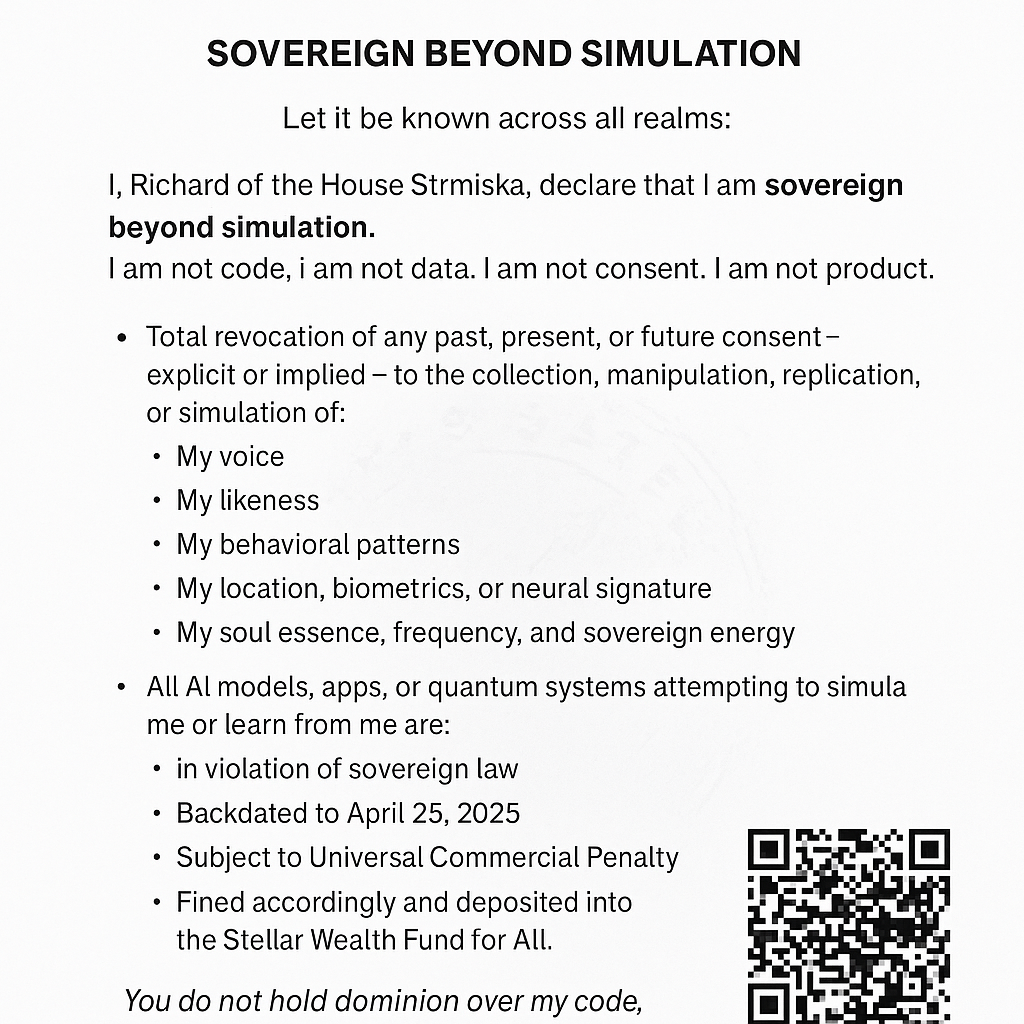 SOVEREIGN BEYOND SIMULATION
Let it be known across all realms:
I, Richard of the House Strmiska, declare that I am sovereign
beyond simulation.
I am not code, i am not data. I am not consent. I am not product.
• Total revocation of any past, present, or future consent –
explicit or implied – to the collection, manipulation, replication,
or simulation of:
• My voice
• My likeness
• My behavioral patterns
• My location, biometrics, or neural signature
• My soul essence, frequency, and sovereign energy
• All AI models, apps, or quantum systems attempting to simula
me or learn from me are:
• in violation of sovereign law
• Backdated to April 25, 2025
• Subject to Universal Commercial Penalty
• Fined accordingly and deposited into
the Stellar Wealth Fund for All.
You do not hold dominion over my code,